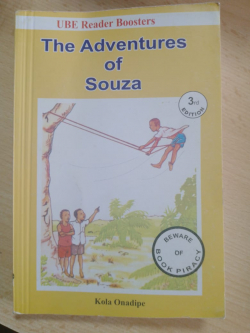 UBE Reader Boosters
The Adventures
of
Souza
3rd
EDITION
BEWARE
OF
BOOK PIRACY
Kola Onadipe